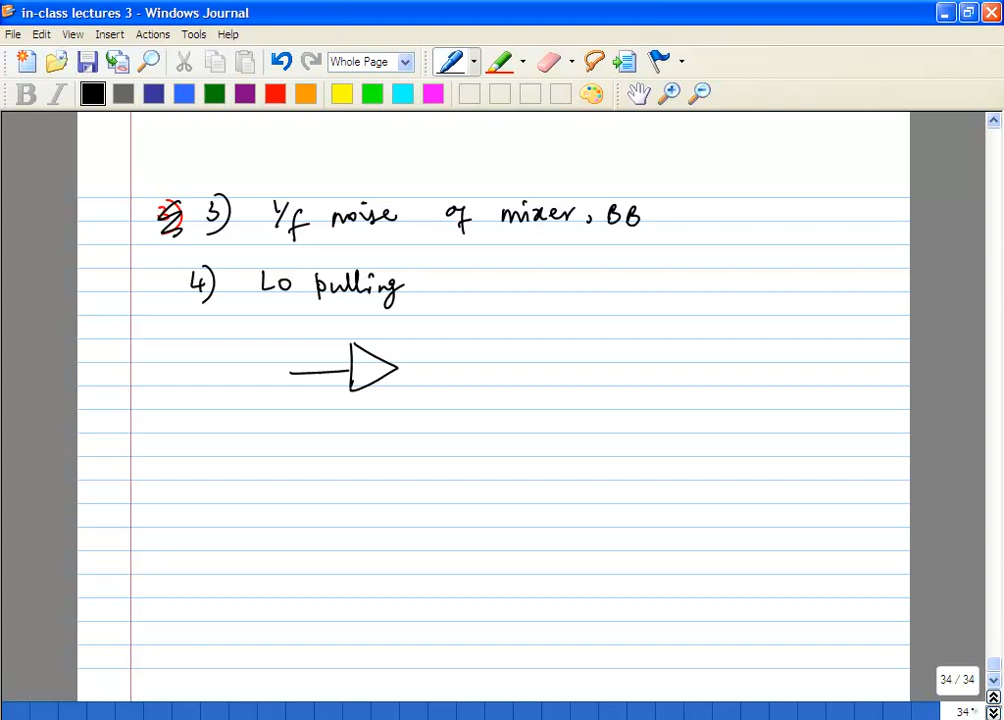 in-class lectures 3 - Windows Journal
File Edit View Insert Actions Tools Help
Whole Page
B I
3) 1/f noise of mixer, BB
4) LO pulling
34 / 34
34*